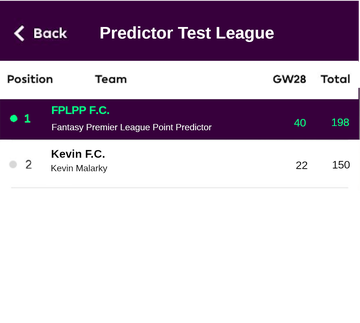 Back Predictor Test League
Position Team GW28 Total
1 FPLPP F.C. 40 198
Fantasy Premier League Point Predictor
2 Kevin F.C. 22 150
Kevin Malarky